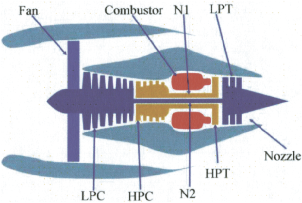 Fan Combustor N1 LPT
Nozzle
HPT
LPC HPC N2